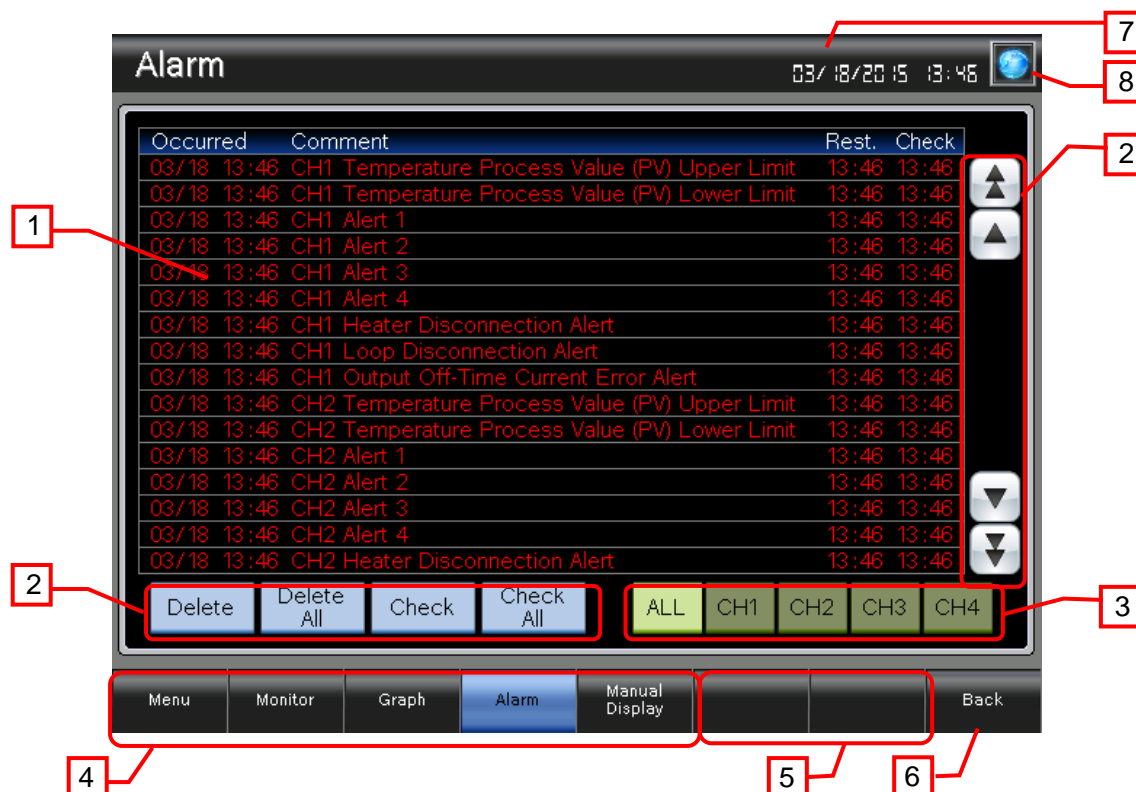 7
Alarm 03/18/2015 13:46
8
Occurred Comment Rest. Check
2
03/18 13:46 CH1 Temperature Process Value (PV) Upper Limit 13:46 13:46
03/18 13:46 CH1 Temperature Process Value (PV) Lower Limit 13:46 13:46
1
03/18 13:46 CH1 Alert 1 13:46 13:46
03/18 13:46 CH1 Alert 2 13:46 13:46
03/18 13:46 CH1 Alert 3 13:46 13:46
03/18 13:46 CH1 Alert 4 13:46 13:46
03/18 13:46 CH1 Heater Disconnection Alert 13:46 13:46
03/18 13:46 CH1 Loop Disconnection Alert 13:46 13:46
03/18 13:46 CH1 Output Off-Time Current Error Alert 13:46 13:46
03/18 13:46 CH2 Temperature Process Value (PV) Upper Limit 13:46 13:46
03/18 13:46 CH2 Temperature Process Value (PV) Lower Limit 13:46 13:46
03/18 13:46 CH2 Alert 1 13:46 13:46
03/18 13:46 CH2 Alert 2 13:46 13:46
03/18 13:46 CH2 Alert 3 13:46 13:46
03/18 13:46 CH2 Alert 4 13:46 13:46
03/18 13:46 CH2 Heater Disconnection Alert 13:46 13:46
2
Delete
Delete
All
Check
Check
All
ALL CH1 CH2 CH3 CH4
3
Menu Monitor Graph Alarm
Manual
Display
Back
4 5 6